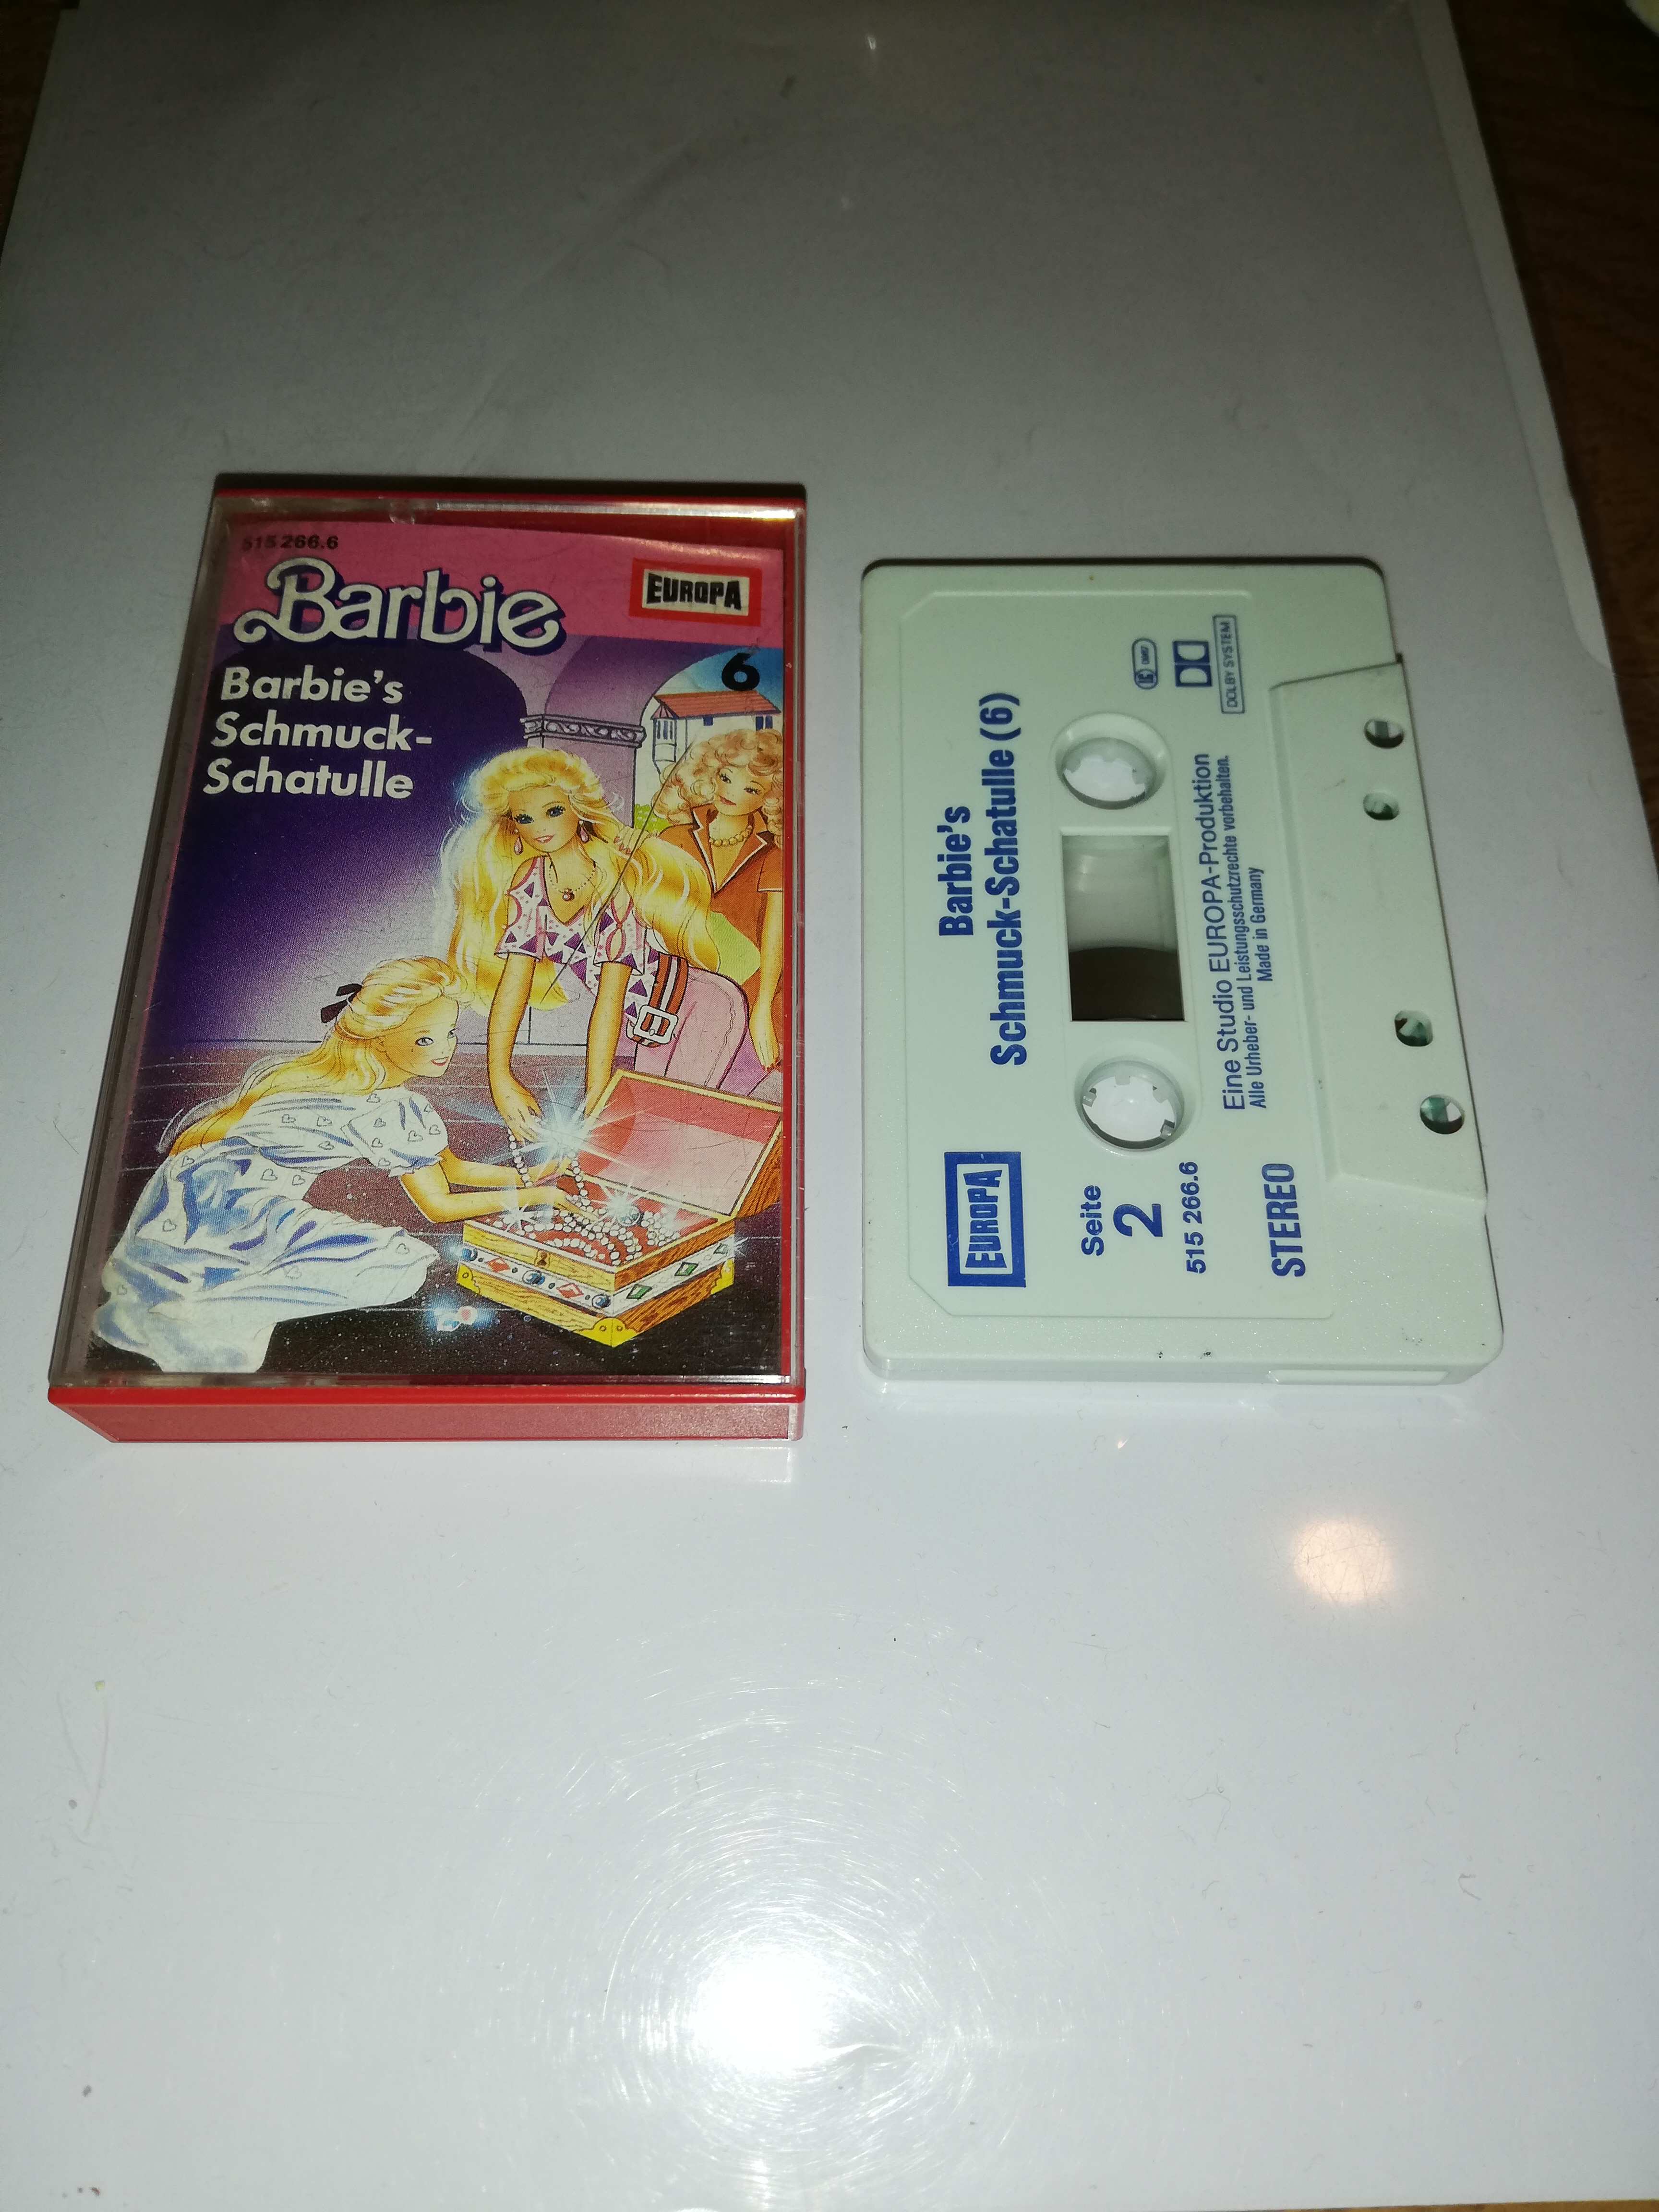 515 266.6
Barbie
EUROPA
6
Barbie's
Schmuck-
Schatulle
Barbie's
Schmuck-Schatulle (6)
EUROPA
Seite
2
515 266.6
STEREO
Eine Studio EUROPA-Produktion
Alle Urheber- und Leistungsschutzrechte vorbehalten.
Made in Germany
DOLBY SYSTEM